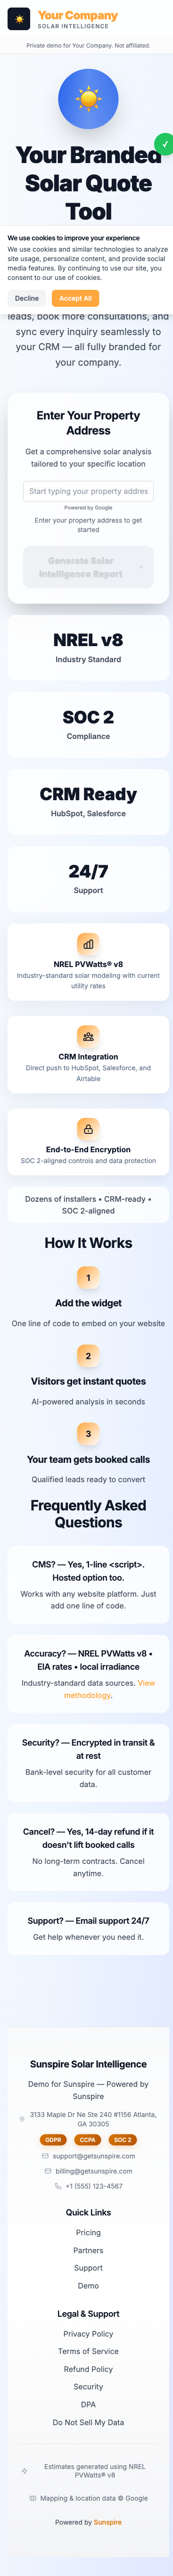 Your Company
SOLAR INTELLIGENCE
Private demo for Your Company. Not affiliated.
Your Branded
Solar Quote
Tool
We use cookies to improve your experience
We use cookies and similar technologies to analyze
site usage, personalize content, and provide social
media features. By continuing to use our site, you
consent to our use of cookies.
Decline
Accept All
leads, book more consultations, and
sync every inquiry seamlessly to
your CRM — all fully branded for
your company.
Enter Your Property
Address
Get a comprehensive solar analysis
tailored to your specific location
Start typing your property address
Powered by Google
Enter your property address to get
started
Generate Solar
Intelligence Report →
NREL v8
Industry Standard
SOC 2
Compliance
CRM Ready
HubSpot, Salesforce
24/7
Support
NREL PVWatts® v8
Industry-standard solar modeling with current
utility rates
CRM Integration
Direct push to HubSpot, Salesforce, and
Airtable
End-to-End Encryption
SOC 2-aligned controls and data protection
Dozens of installers • CRM-ready •
SOC 2-aligned
How It Works
1
Add the widget
One line of code to embed on your website
2
Visitors get instant quotes
AI-powered analysis in seconds
3
Your team gets booked calls
Qualified leads ready to convert
Frequently Asked
Questions
CMS? — Yes, 1-line <script>.
Hosted option too.
Works with any website platform. Just
add one line of code.
Accuracy? — NREL PVWatts v8 •
EIA rates • local irradiance
Industry-standard data sources. View
methodology.
Security? — Encrypted in transit &
at rest
Bank-level security for all customer
data.
Cancel? — Yes, 14-day refund if it
doesn't lift booked calls
No long-term contracts. Cancel
anytime.
Support? — Email support 24/7
Get help whenever you need it.
Sunspire Solar Intelligence
Demo for Sunspire — Powered by
Sunspire
3133 Maple Dr Ne Ste 240 #1156 Atlanta,
GA 30305
GDPR CCPA SOC 2
support@getsunspire.com
billing@getsunspire.com
+1 (555) 123-4567
Quick Links
Pricing
Partners
Support
Demo
Legal & Support
Privacy Policy
Terms of Service
Refund Policy
Security
DPA
Do Not Sell My Data
Estimates generated using NREL
PVWatts® v8
Mapping & location data © Google
Powered by Sunspire